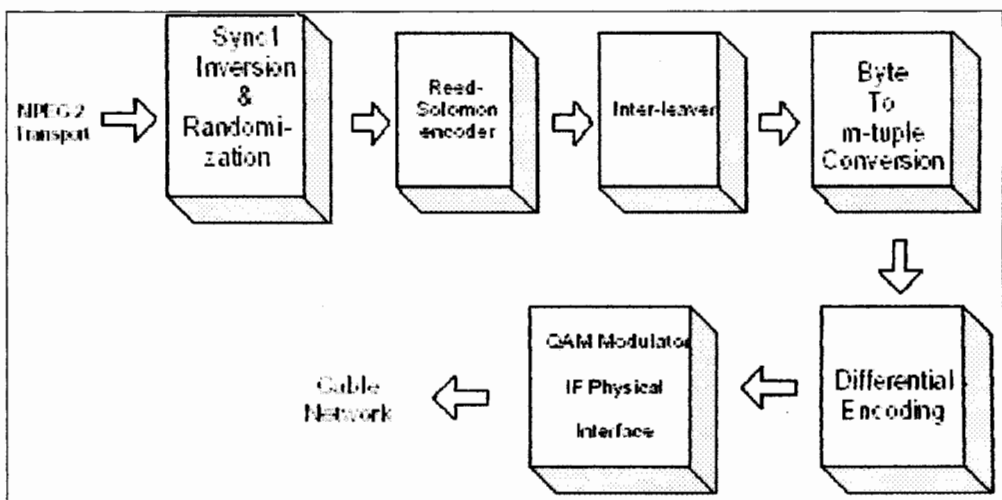 Sync1
Inversion
&
Randomi-
zation
MPEG 2
Transport
Reed-
Solomon
encoder
Inter-leaver
Byte
To
m-tuple
Conversion
Differential
Encoding
QAM Modulator
IF Physical
Interface
Cable
Network